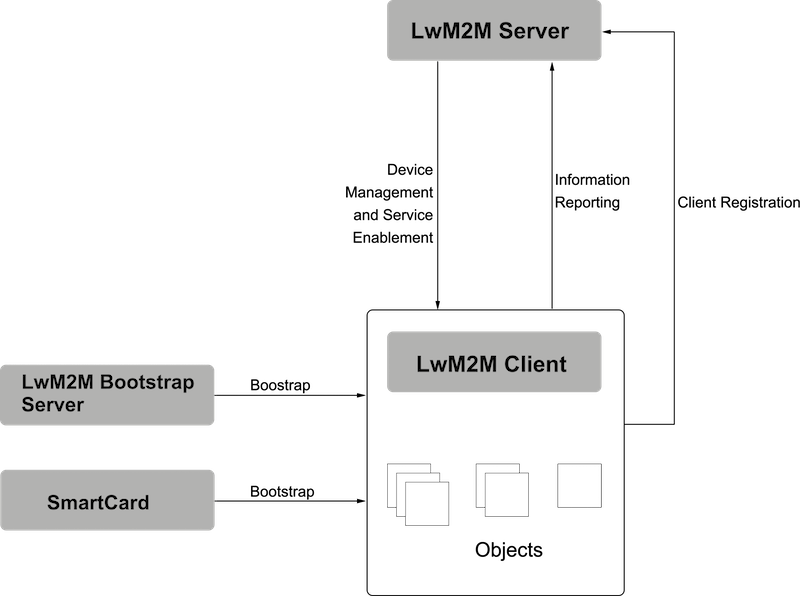 LwM2M Server
Device
Management
and Service
Enablement
Information
Reporting
Client Registration
LwM2M Client
LwM2M Bootstrap
Server
Boostrap
SmartCard
Bootstrap
Objects